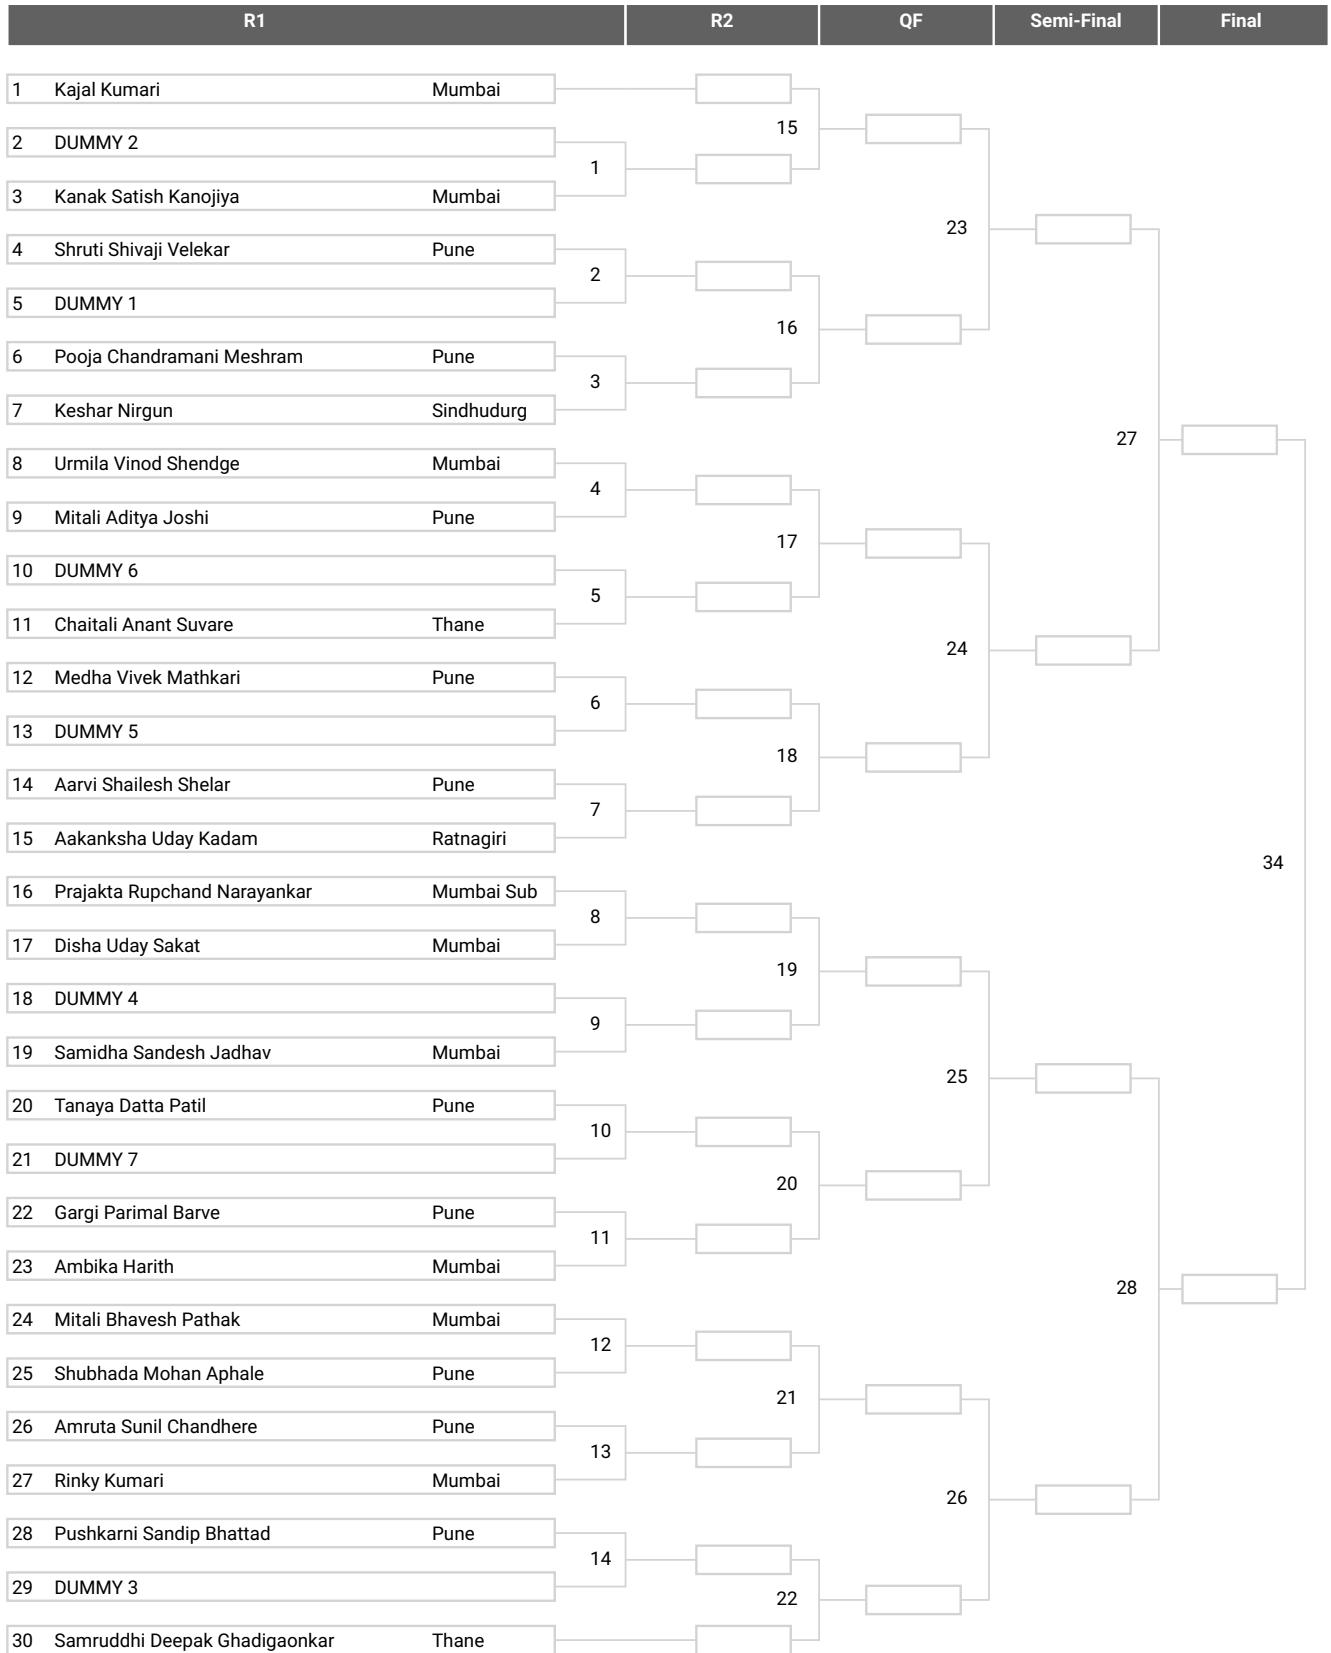 R1 R2 QF Semi-Final Final
1 Kajal Kumari Mumbai
15
2 DUMMY 2
1
3 Kanak Satish Kanojiya Mumbai
23
4 Shruti Shivaji Velekar Pune
2
5 DUMMY 1
16
6 Pooja Chandramani Meshram Pune
3
7 Keshar Nirgun Sindhudurg
27
8 Urmila Vinod Shendge Mumbai
4
9 Mitali Aditya Joshi Pune
17
10 DUMMY 6
5
11 Chaitali Anant Suvare Thane
24
12 Medha Vivek Mathkari Pune
6
13 DUMMY 5
18
14 Aarvi Shailesh Shelar Pune
7
15 Aakanksha Uday Kadam Ratnagiri
34
16 Prajakta Rupchand Narayankar Mumbai Sub
8
17 Disha Uday Sakat Mumbai
19
18 DUMMY 4
9
19 Samidha Sandesh Jadhav Mumbai
25
20 Tanaya Datta Patil Pune
10
21 DUMMY 7
20
22 Gargi Parimal Barve Pune
11
23 Ambika Harith Mumbai
28
24 Mitali Bhavesh Pathak Mumbai
12
25 Shubhada Mohan Aphale Pune
21
26 Amruta Sunil Chandhere Pune
13
27 Rinky Kumari Mumbai
26
28 Pushkarni Sandip Bhattad Pune
14
29 DUMMY 3
22
30 Samruddhi Deepak Ghadigaonkar Thane